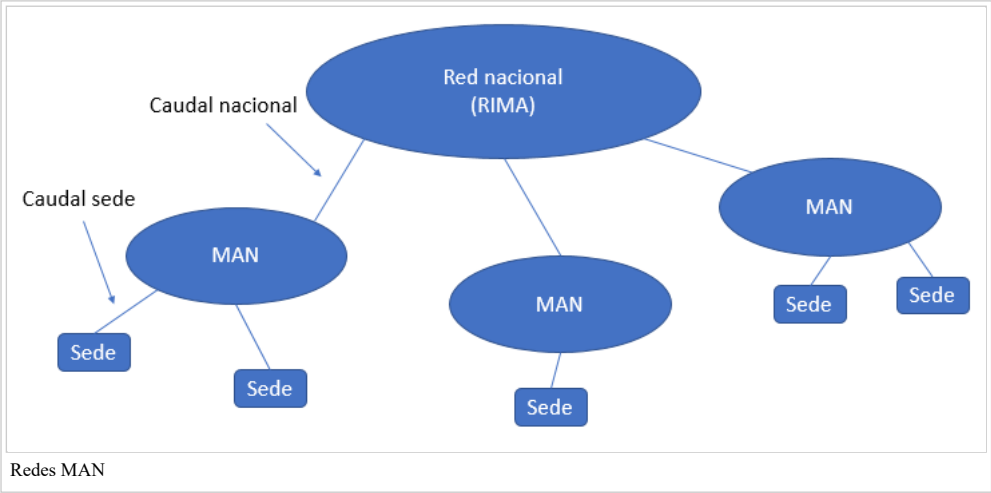 Red nacional
(RIMA)
Caudal nacional
Caudal sede
MAN
MAN
MAN
Sede
Sede
Sede
Sede
Sede
Redes MAN